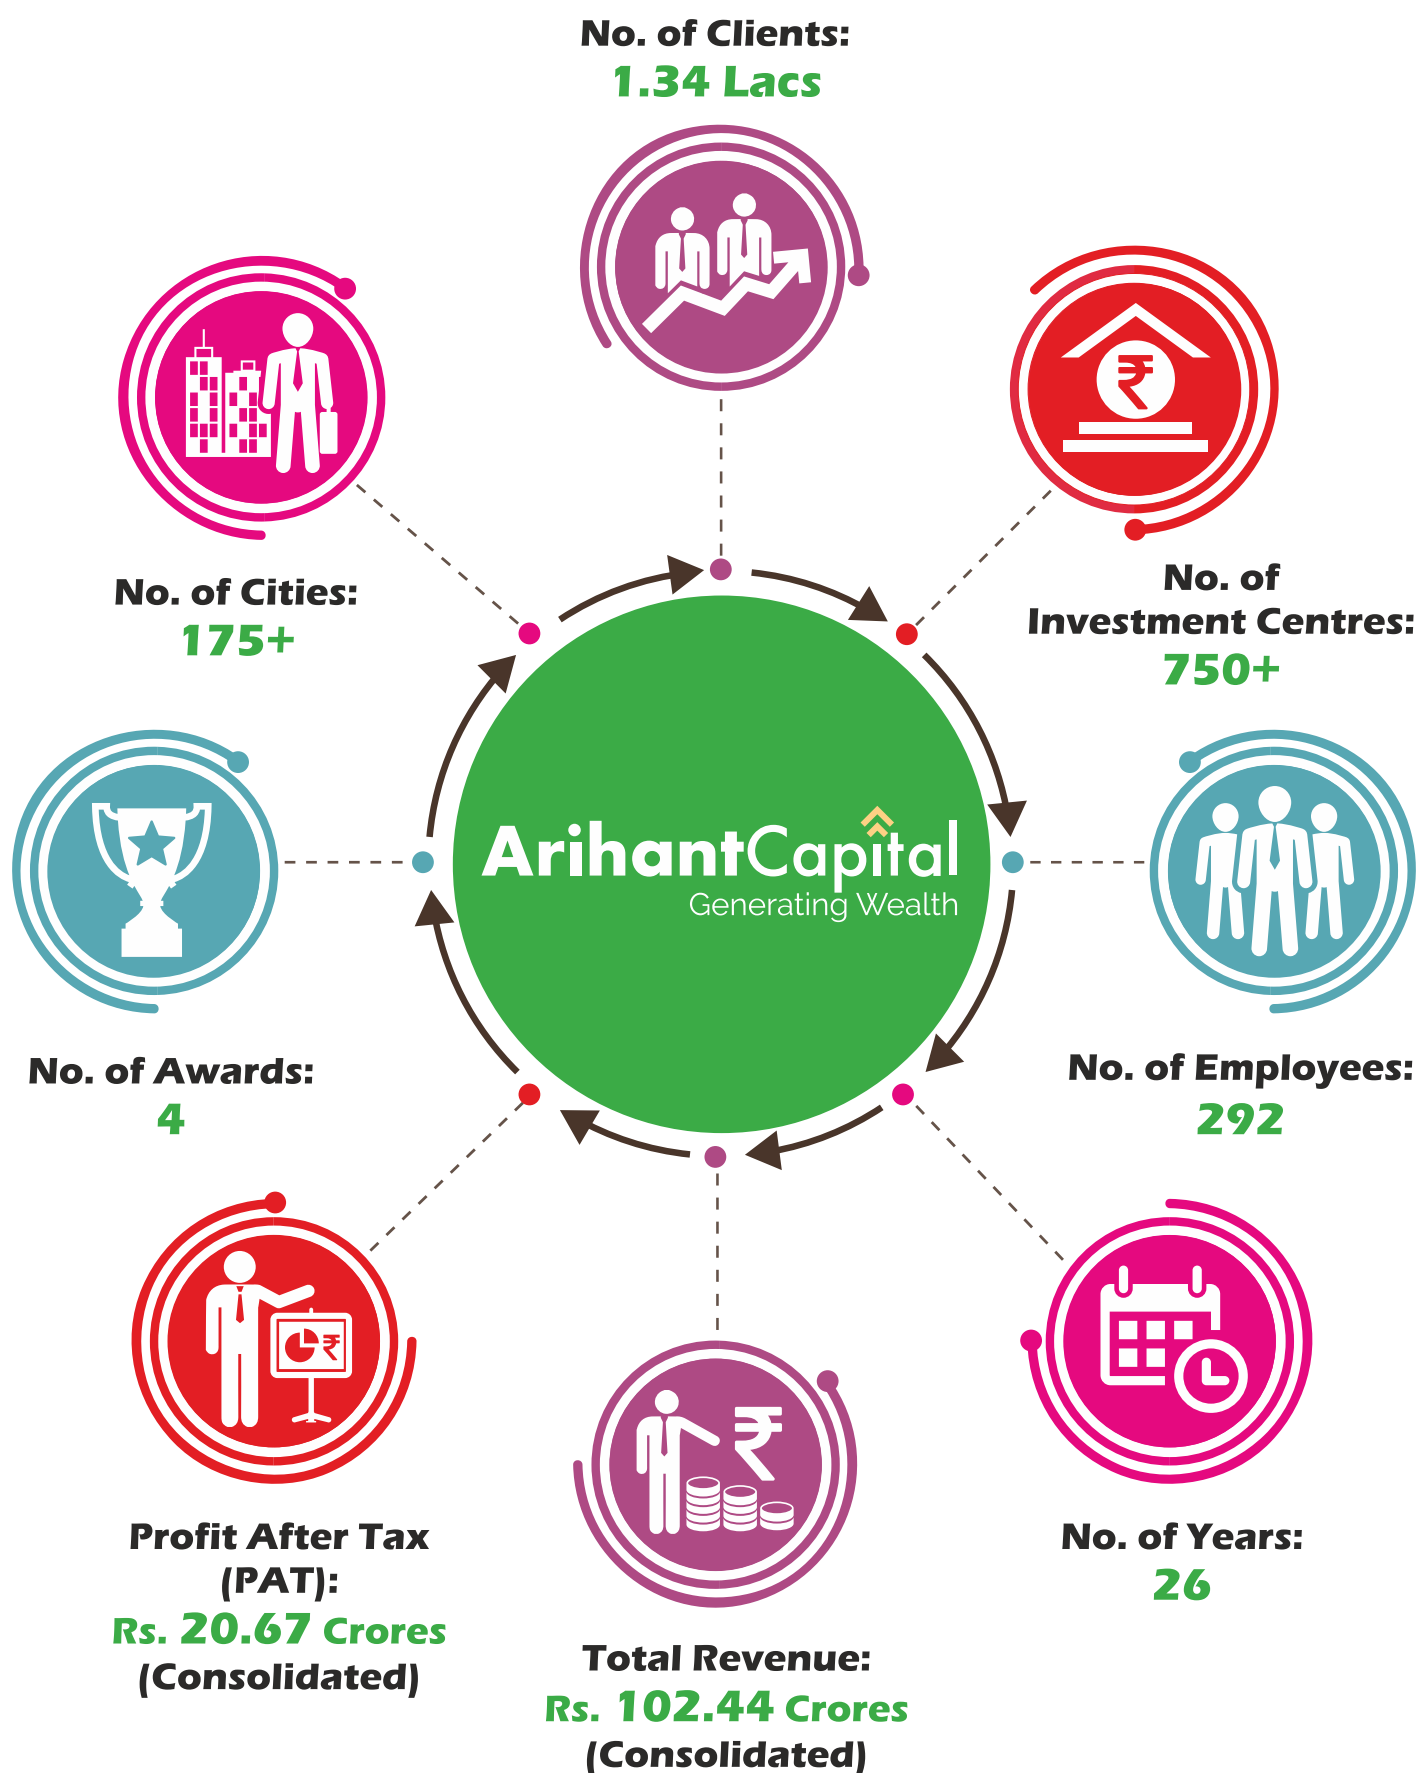 No. of Clients:
1.34 Lacs
No. of Cities:
175+
No. of
Investment Centres:
750+
ArihantCapital
Generating Wealth
No. of Awards:
4
No. of Employees:
292
Profit After Tax
(PAT):
Rs. 20.67 Crores
(Consolidated)
Total Revenue:
Rs. 102.44 Crores
(Consolidated)
No. of Years:
26